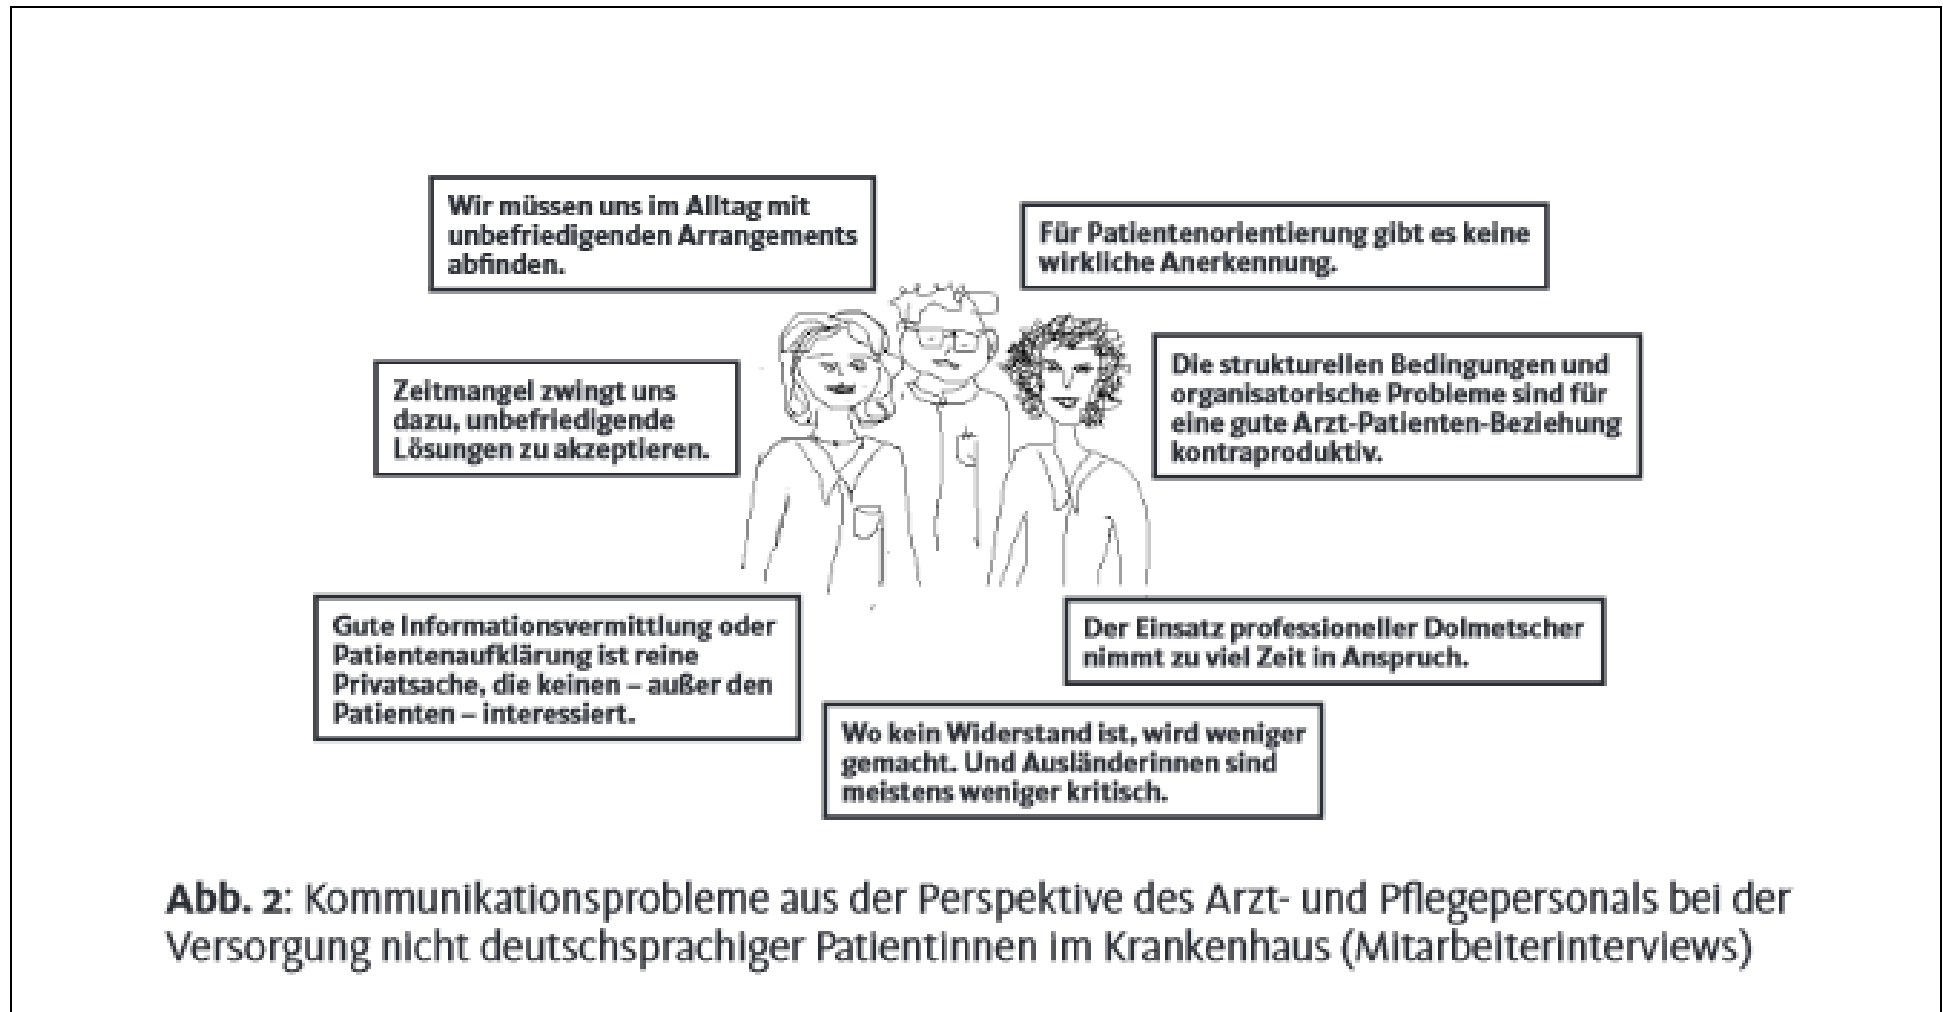 Wir müssen uns im Alltag mit
unbefriedigenden Arrangements
abfinden.
Für Patientenorientierung gibt es keine
wirkliche Anerkennung.
Zeitmangel zwingt uns
dazu, unbefriedigende
Lösungen zu akzeptieren.
Die strukturellen Bedingungen und
organisatorische Probleme sind für
eine gute Arzt-Patienten-Beziehung
kontraproduktiv.
Gute Informationsvermittlung oder
Patientenaufklärung ist reine
Privatsache, die keinen – außer den
Patienten – interessiert.
Der Einsatz professioneller Dolmetscher
nimmt zu viel Zeit in Anspruch.
Wo kein Widerstand ist, wird weniger
gemacht. Und Ausländerinnen sind
meistens weniger kritisch.
Abb. 2: Kommunikationsprobleme aus der Perspektive des Arzt- und Pflegepersonals bei der
Versorgung nicht deutschsprachiger Patientinnen im Krankenhaus (Mitarbeiterinterviews)